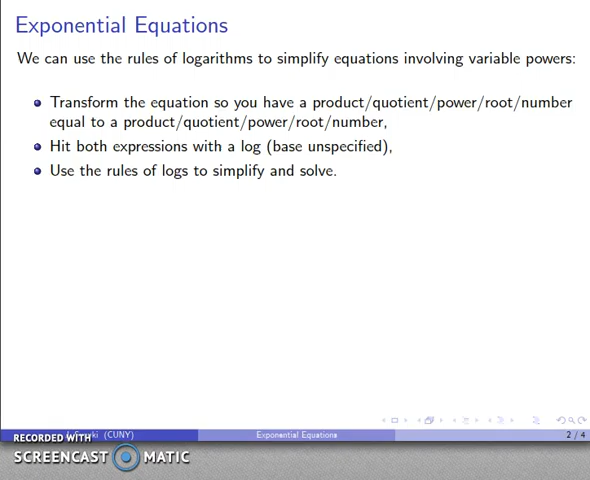 Exponential Equations
We can use the rules of logarithms to simplify equations involving variable powers:
Transform the equation so you have a product/quotient/power/root/number
equal to a product/quotient/power/root/number,
Hit both expressions with a log (base unspecified),
Use the rules of logs to simplify and solve.
(CUNY) Exponential Equations 2 / 4
RECORDED WITH
SCREENCAST MATIC